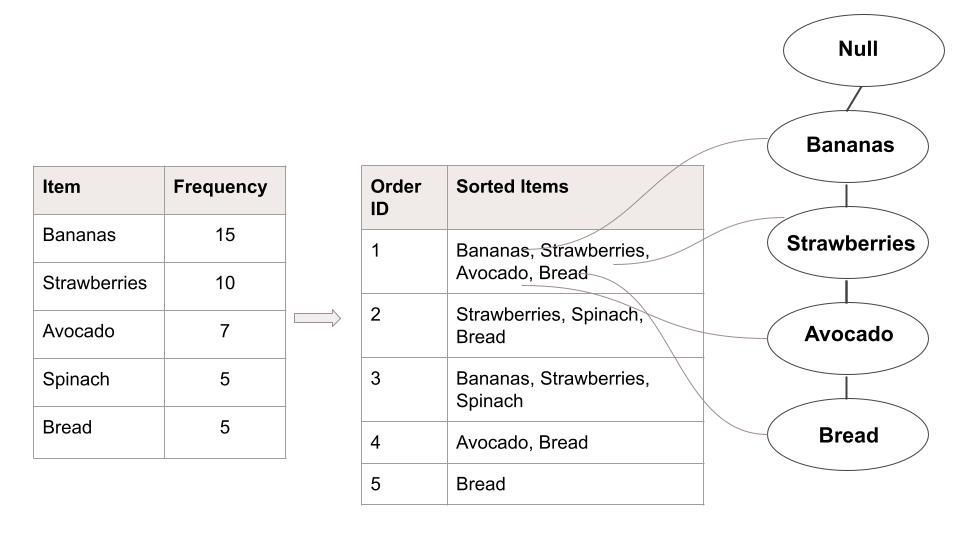 Item Frequency
Bananas 15
Strawberries 10
Avocado 7
Spinach 5
Bread 5
Order
ID
Sorted Items
1
Bananas, Strawberries,
Avocado, Bread
2
Strawberries, Spinach,
Bread
3
Bananas, Strawberries,
Spinach
4
Avocado, Bread
5
Bread
Null
Bananas
Strawberries
Avocado
Bread